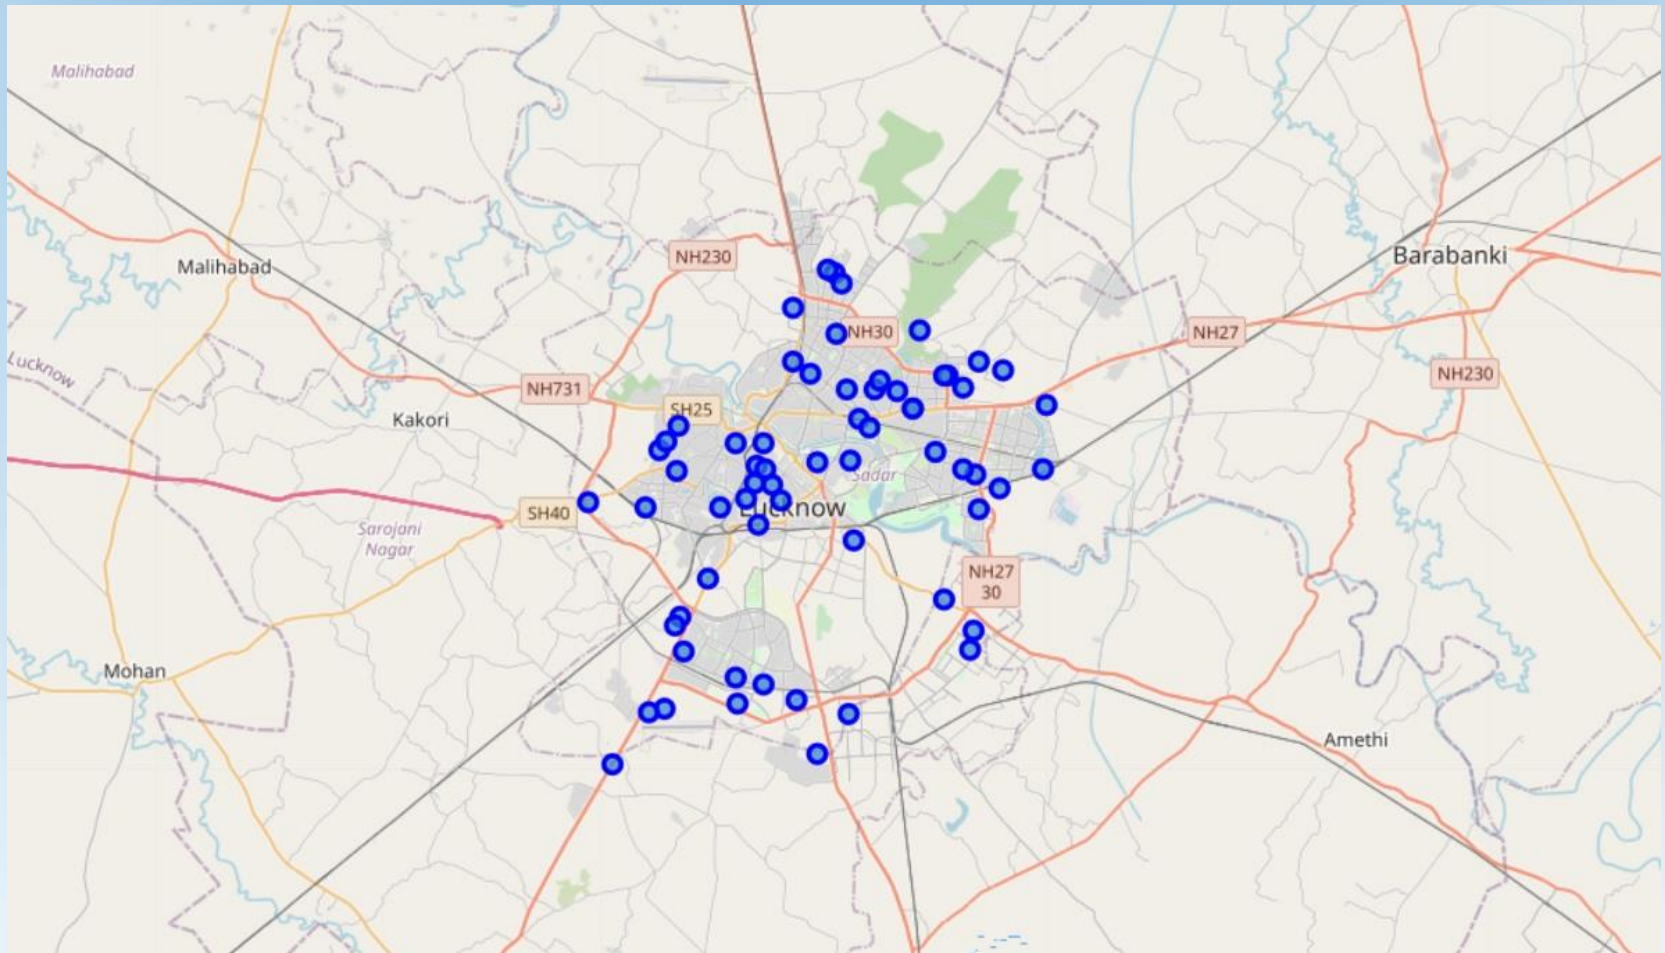 Malihabad
NH230
Barabanki
Malihabad
NH30
NH27
Lucknow
NH731
NH230
SH25
Kakori
Sadar
SH40
Lucknow
Sarojani
Nagar
NH27
30
Mohan
Amethi